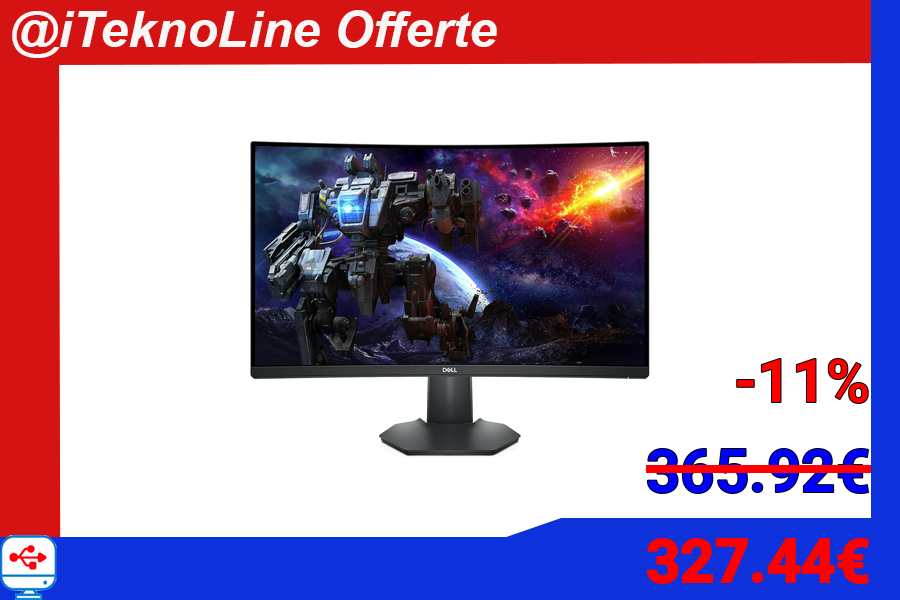 @iTeknoLine Offerte
DELL
-11%
365.92€
327.44€